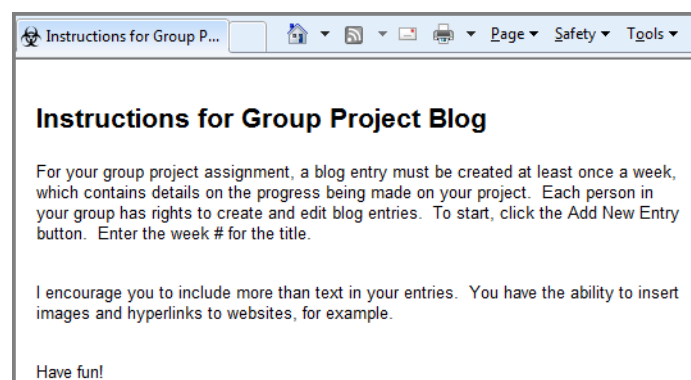 Instructions for Group P...
Page
Safety
Tools
Instructions for Group Project Blog
For your group project assignment, a blog entry must be created at least once a week,
which contains details on the progress being made on your project.  Each person in
your group has rights to create and edit blog entries.  To start, click the Add New Entry
button.  Enter the week # for the title.
I encourage you to include more than text in your entries.  You have the ability to insert
images and hyperlinks to websites, for example.
Have fun!